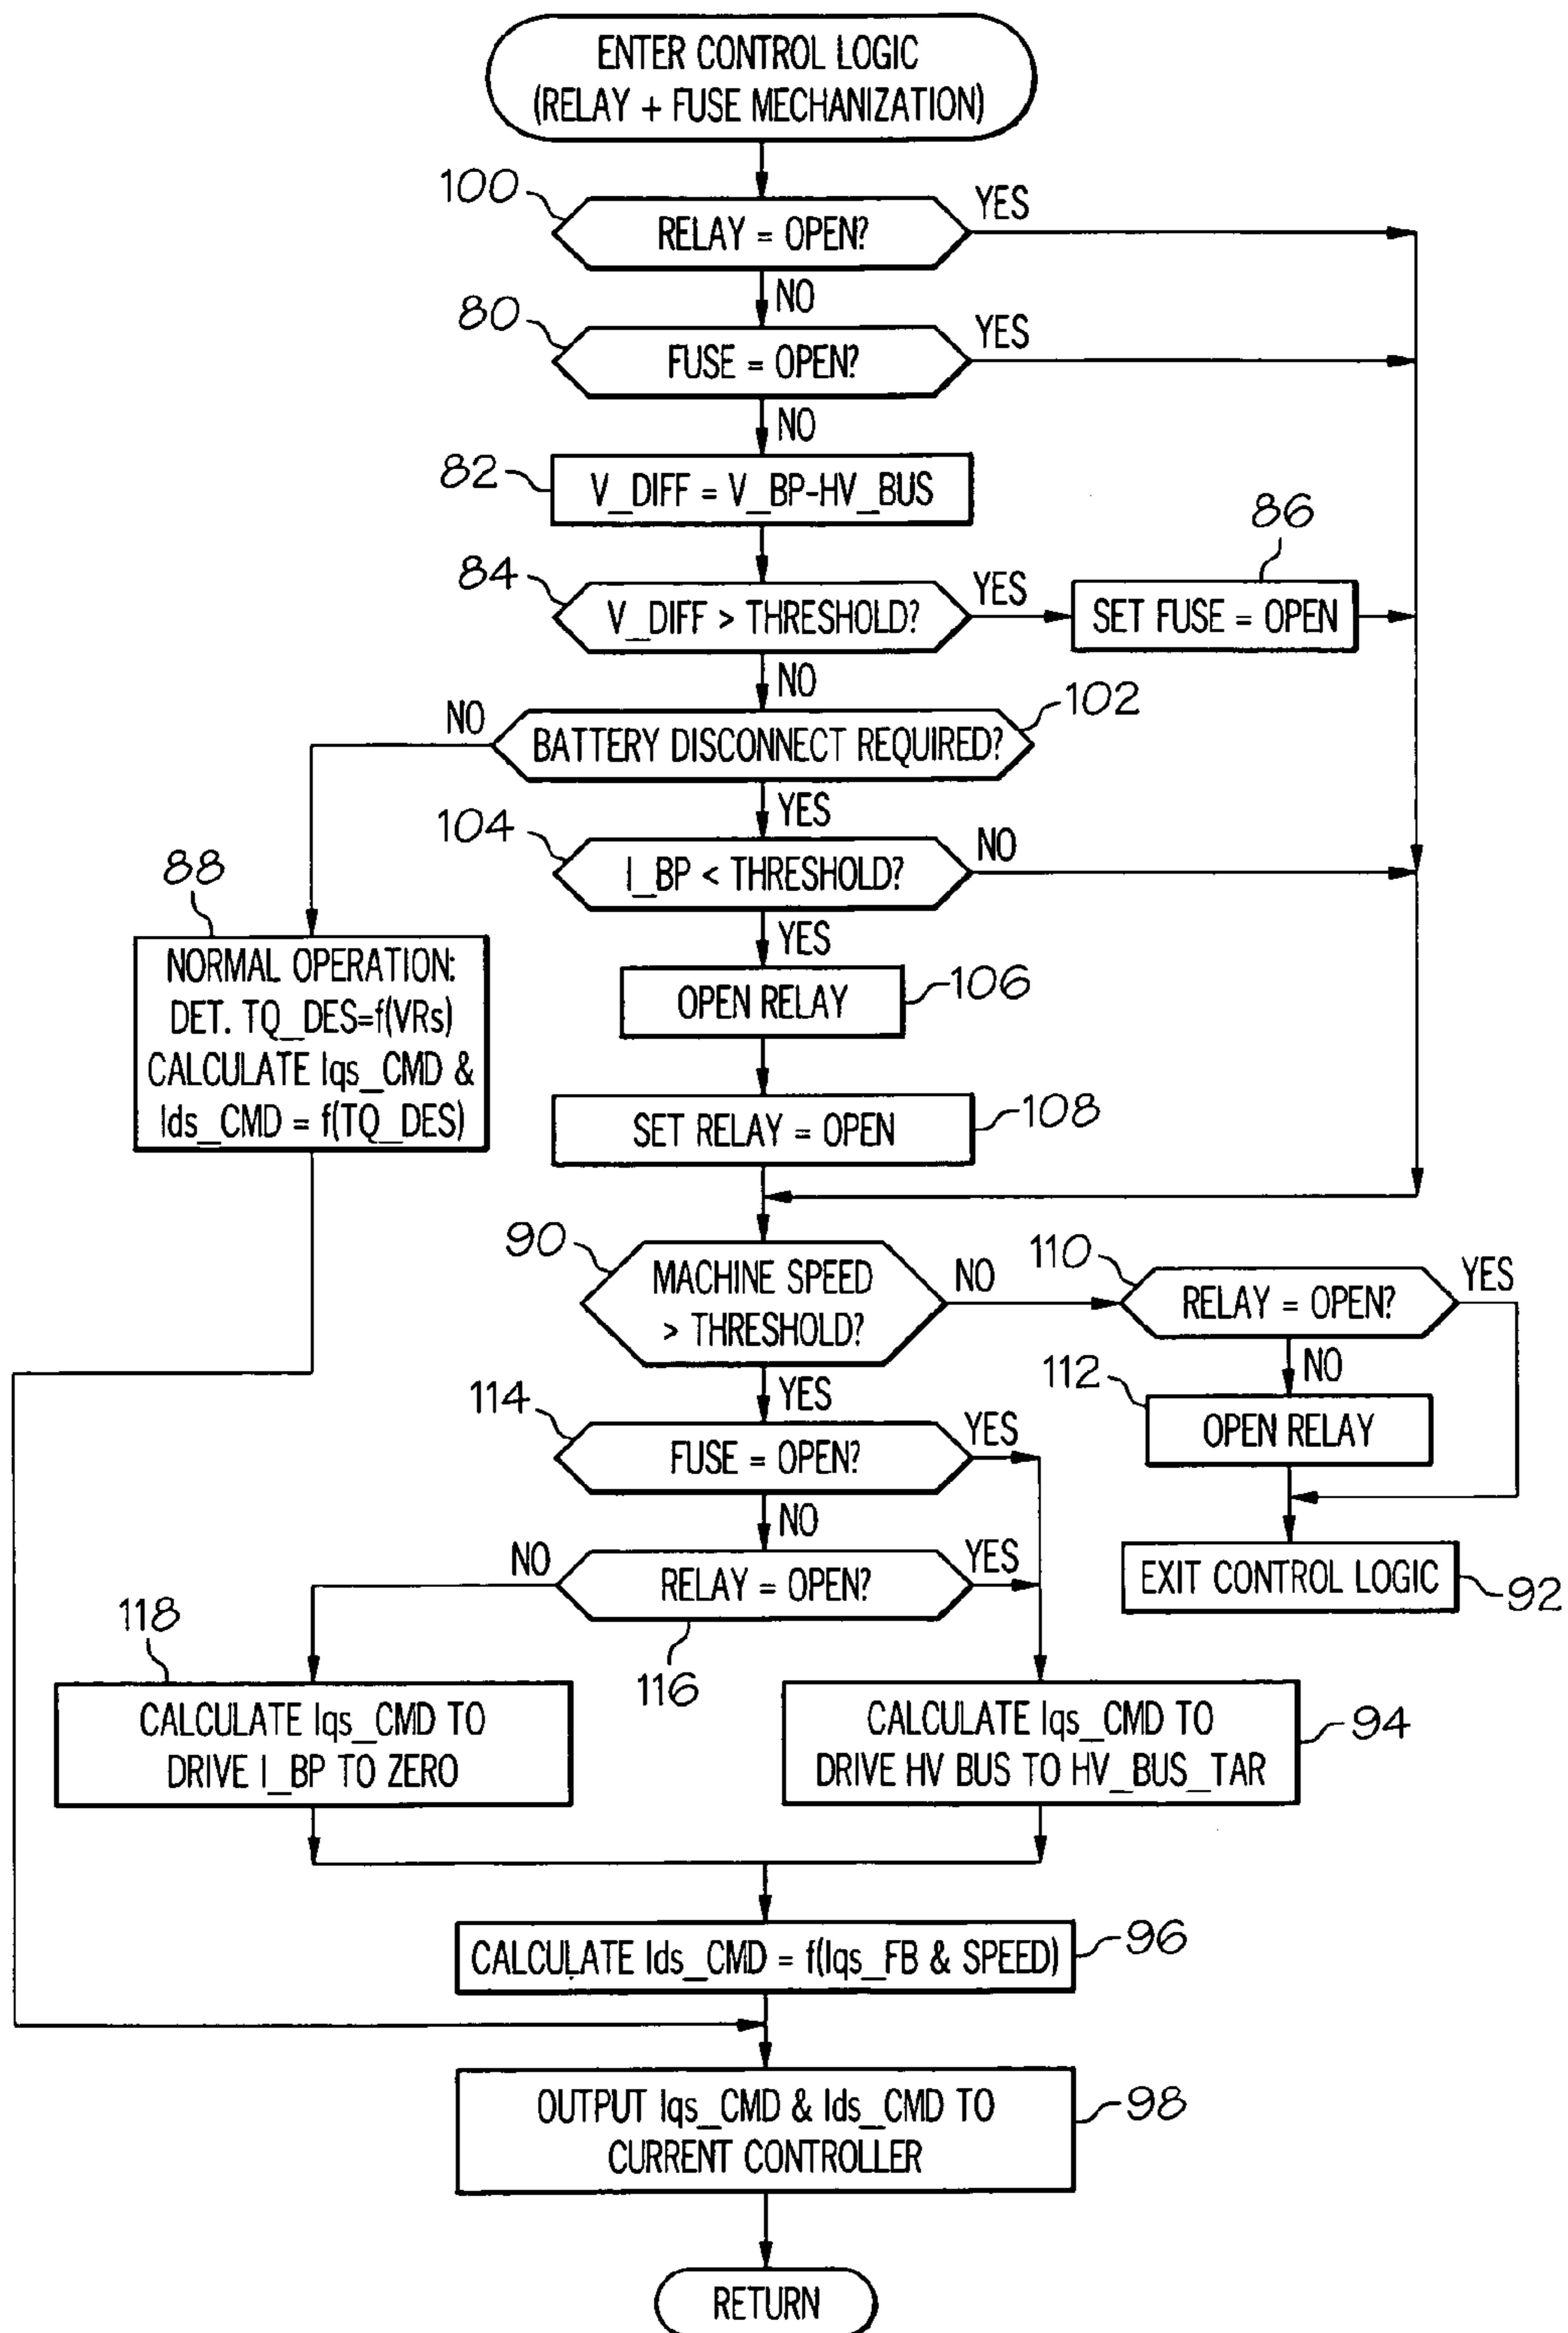 ENTER CONTROL LOGIC
(RELAY + FUSE MECHANIZATION)
100
RELAY = OPEN?
YES
NO
80
FUSE = OPEN?
YES
NO
82
V_DIFF = V_BP-HV_BUS
86
84
V_DIFF > THRESHOLD?
YES
SET FUSE = OPEN
NO
102
NO
BATTERY DISCONNECT REQUIRED?
YES
104
I_BP < THRESHOLD?
NO
88
YES
NORMAL OPERATION:
DET. TQ_DES=f(VRs)
CALCULATE Iqs_CMD &
Ids_CMD = f(TQ_DES)
OPEN RELAY
106
SET RELAY = OPEN
108
90
MACHINE SPEED
> THRESHOLD?
NO
110
RELAY = OPEN?
YES
NO
YES
112
OPEN RELAY
114
FUSE = OPEN?
YES
NO
NO
RELAY = OPEN?
YES
EXIT CONTROL LOGIC
92
118
116
CALCULATE Iqs_CMD TO
DRIVE I_BP TO ZERO
CALCULATE Iqs_CMD TO
DRIVE HV BUS TO HV_BUS_TAR
94
CALCULATE Ids_CMD = f(Iqs_FB & SPEED)
96
OUTPUT Iqs_CMD & Ids_CMD TO
CURRENT CONTROLLER
98
RETURN